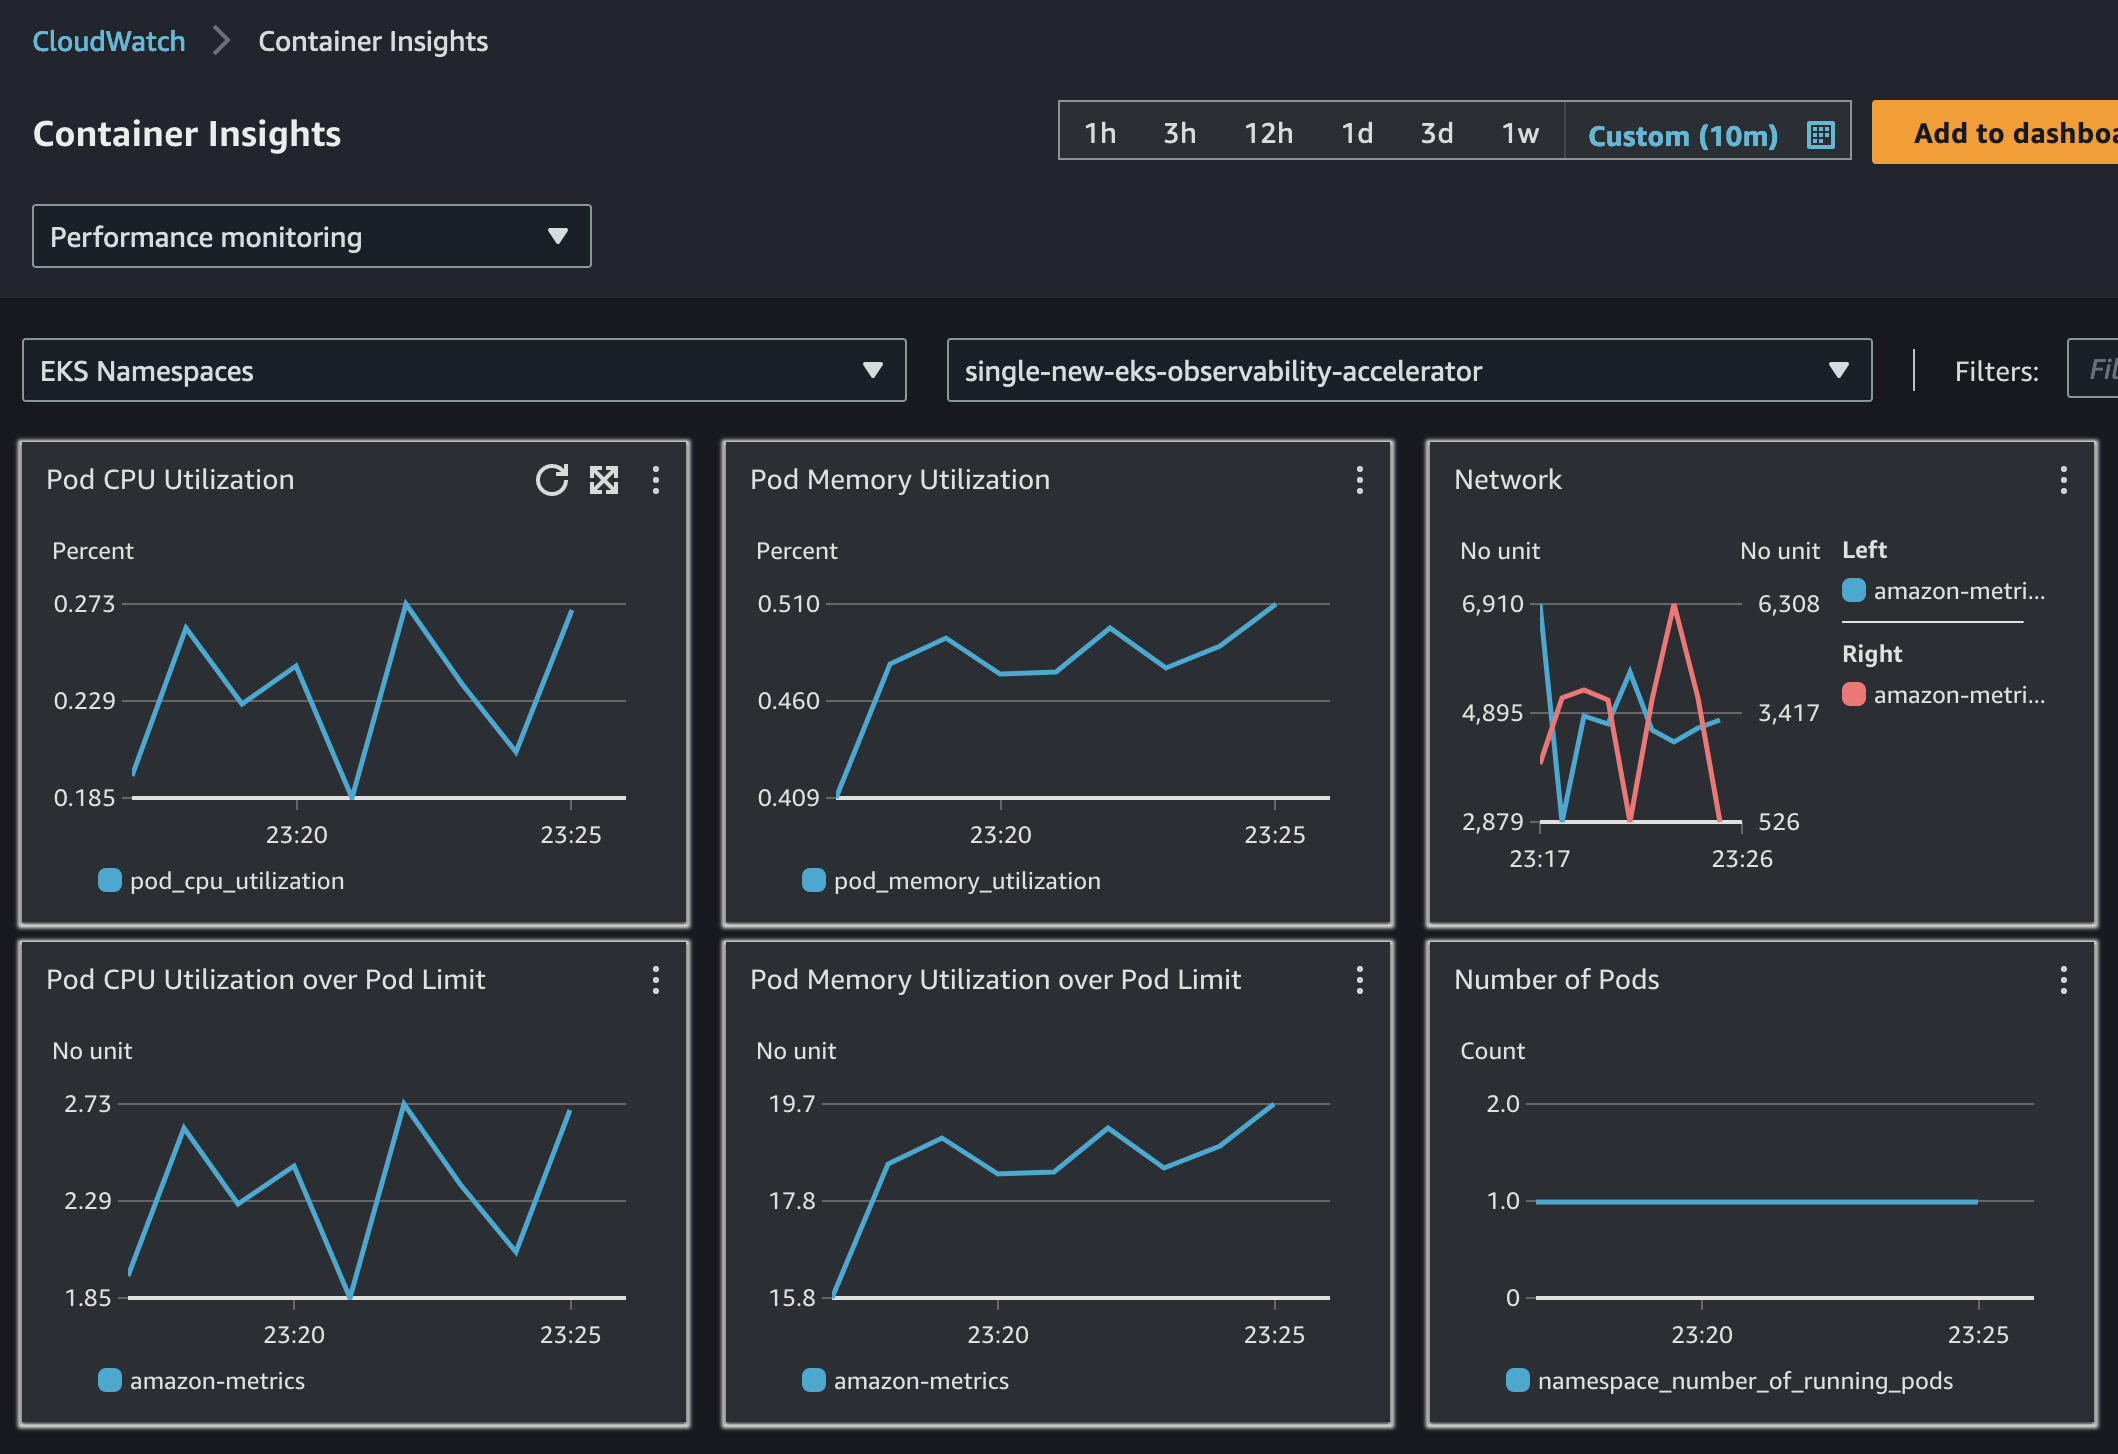 CloudWatch > Container Insights
Container Insights
1h 3h 12h 1d 3d 1w Custom (10m)
Add to dashboa
Performance monitoring
EKS Namespaces
single-new-eks-observability-accelerator
Filters:
Fil
Pod CPU Utilization
Percent
0.273
0.229
0.185
23:20 23:25
pod_cpu_utilization
Pod Memory Utilization
Percent
0.510
0.460
0.409
23:20 23:25
pod_memory_utilization
Network
No unit No unit
6,910 6,308
4,895 3,417
2,879 526
23:17 23:26
Left
amazon-metri...
Right
amazon-metri...
Pod CPU Utilization over Pod Limit
No unit
2.73
2.29
1.85
23:20 23:25
amazon-metrics
Pod Memory Utilization over Pod Limit
No unit
19.7
17.8
15.8
23:20 23:25
amazon-metrics
Number of Pods
Count
2.0
1.0
0
23:20 23:25
namespace_number_of_running_pods